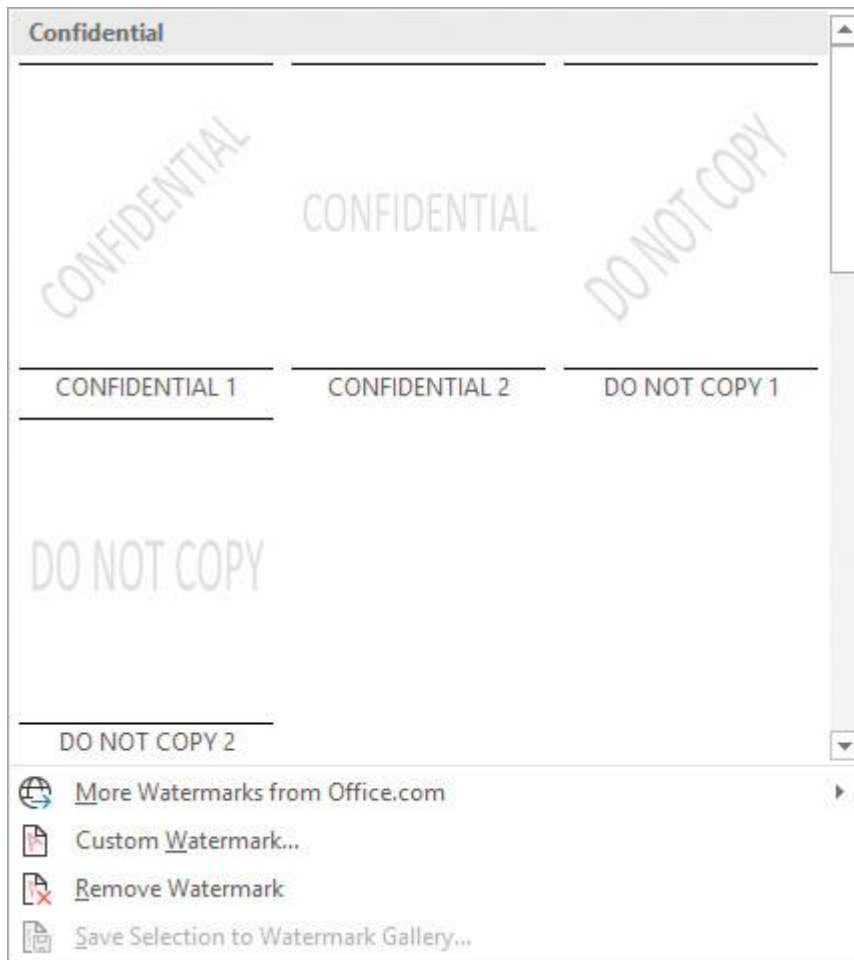 Confidential
CONFIDENTIAL
CONFIDENTIAL
DO NOT COPY
CONFIDENTIAL 1
CONFIDENTIAL 2
DO NOT COPY 1
DO NOT COPY
DO NOT COPY 2
More Watermarks from Office.com
Custom Watermark...
Remove Watermark
Save Selection to Watermark Gallery...